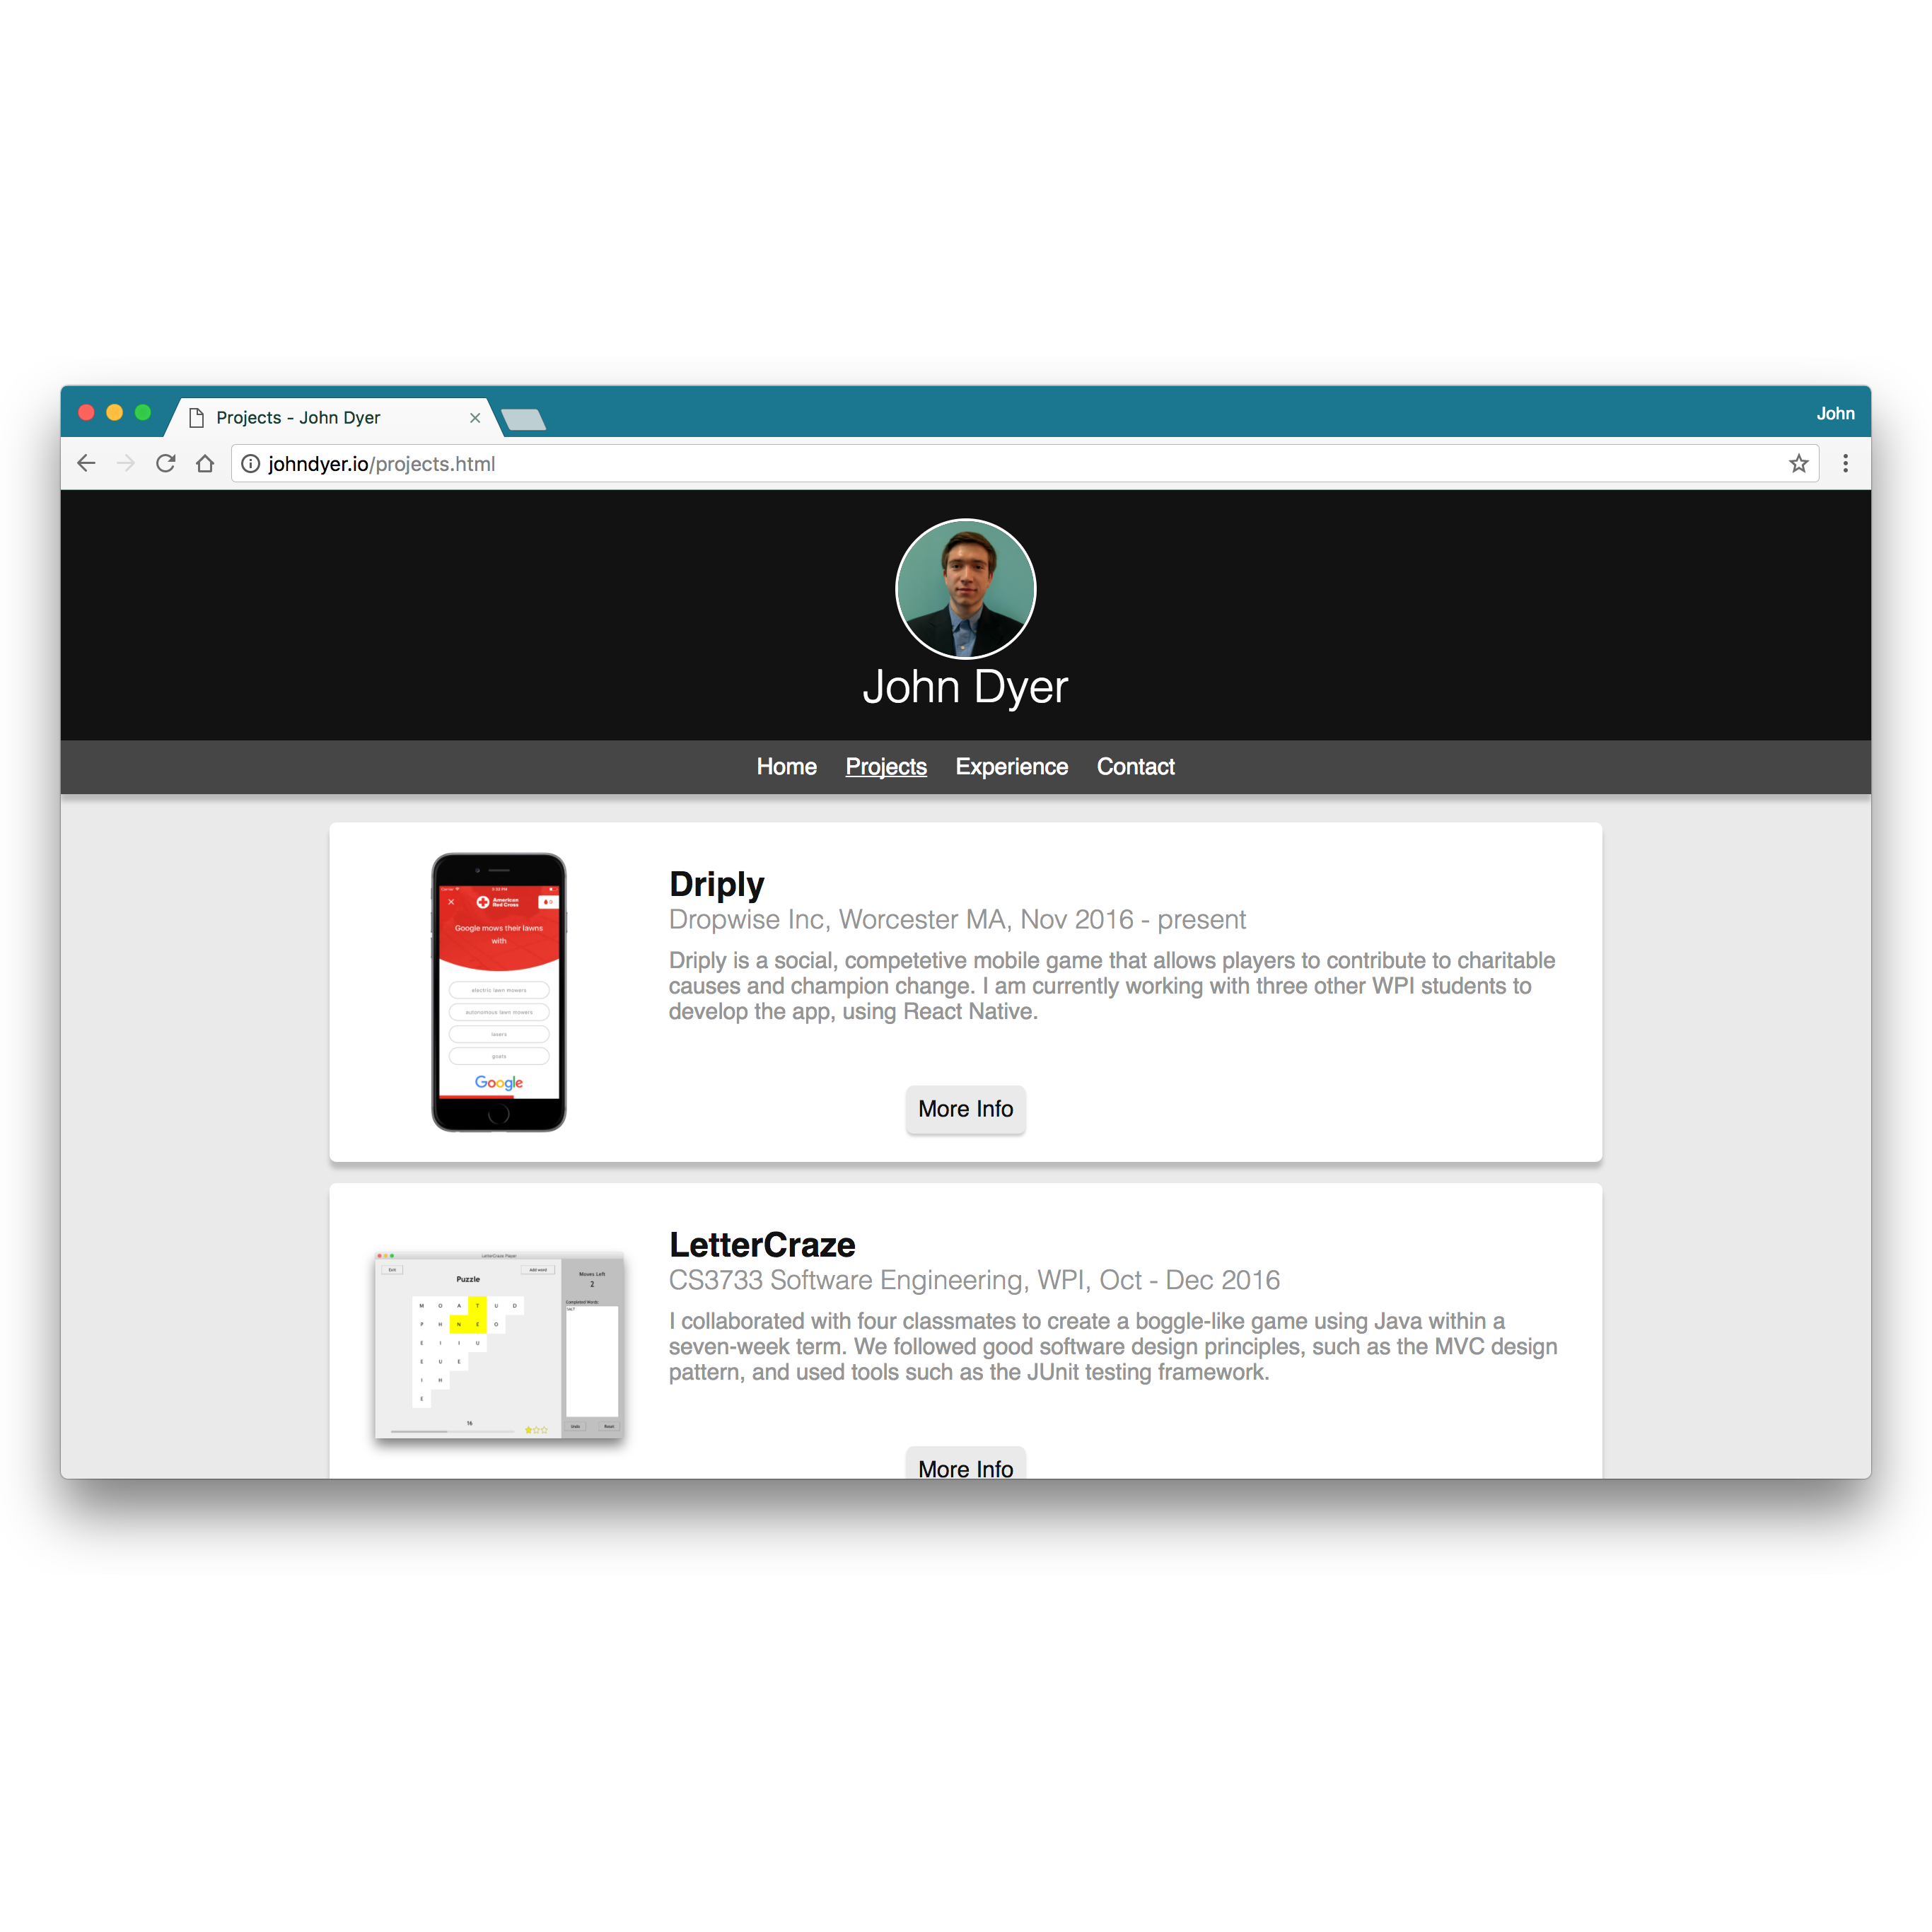 Projects - John Dyer
John
johndyer.io/projects.html
John Dyer
Home Projects Experience Contact
American
Red Cross
Google mows their lawns
with
electric lawn mowers
autonomous lawn mowers
lasers
goats
Google
Driply
Dropwise Inc, Worcester MA, Nov 2016 - present
Driply is a social, competetive mobile game that allows players to contribute to charitable
causes and champion change. I am currently working with three other WPI students to
develop the app, using React Native.
More Info
LetterCraze Player
Exit
Add word
Puzzle
Moves Left
2
Completed Words:
M O A T U D
P H N E O
E I I U
E U E
I H
E
16
Undo
Reset
LetterCraze
CS3733 Software Engineering, WPI, Oct - Dec 2016
I collaborated with four classmates to create a boggle-like game using Java within a
seven-week term. We followed good software design principles, such as the MVC design
pattern, and used tools such as the JUnit testing framework.
More Info